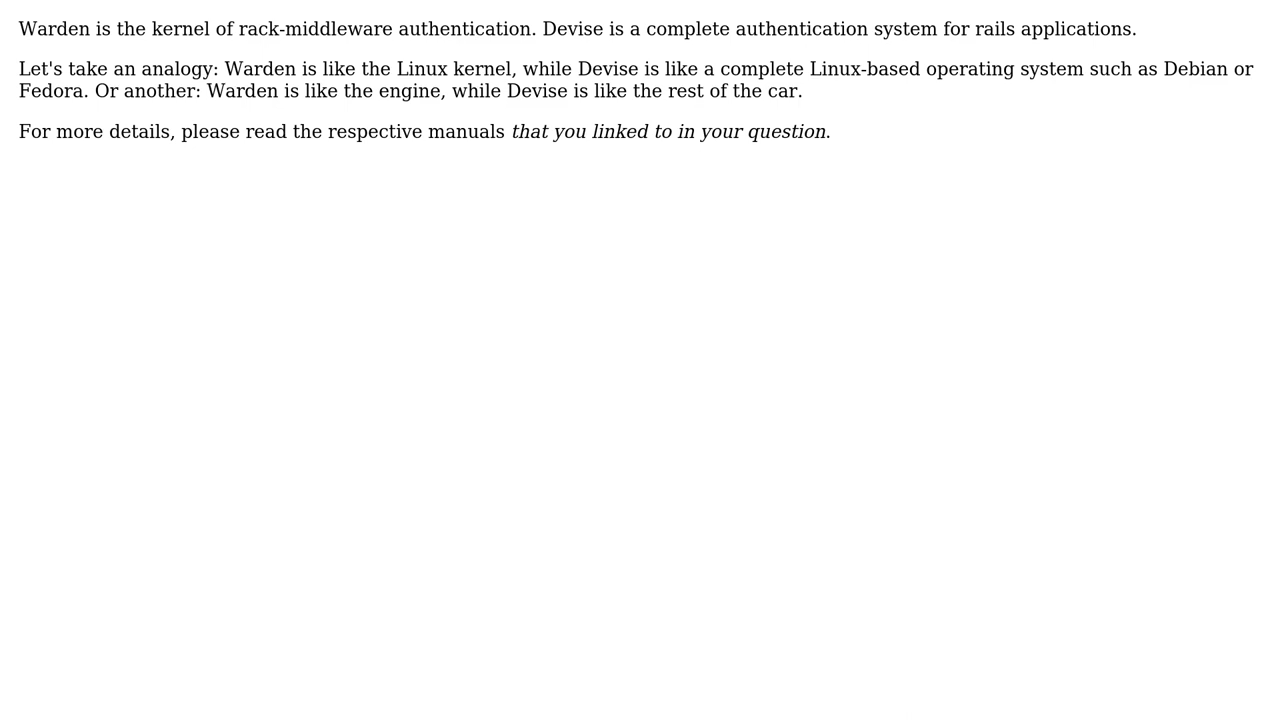 Warden is the kernel of rack-middleware authentication. Devise is a complete authentication system for rails applications.
Let's take an analogy: Warden is like the Linux kernel, while Devise is like a complete Linux-based operating system such as Debian or
Fedora. Or another: Warden is like the engine, while Devise is like the rest of the car.
For more details, please read the respective manuals that you linked to in your question.